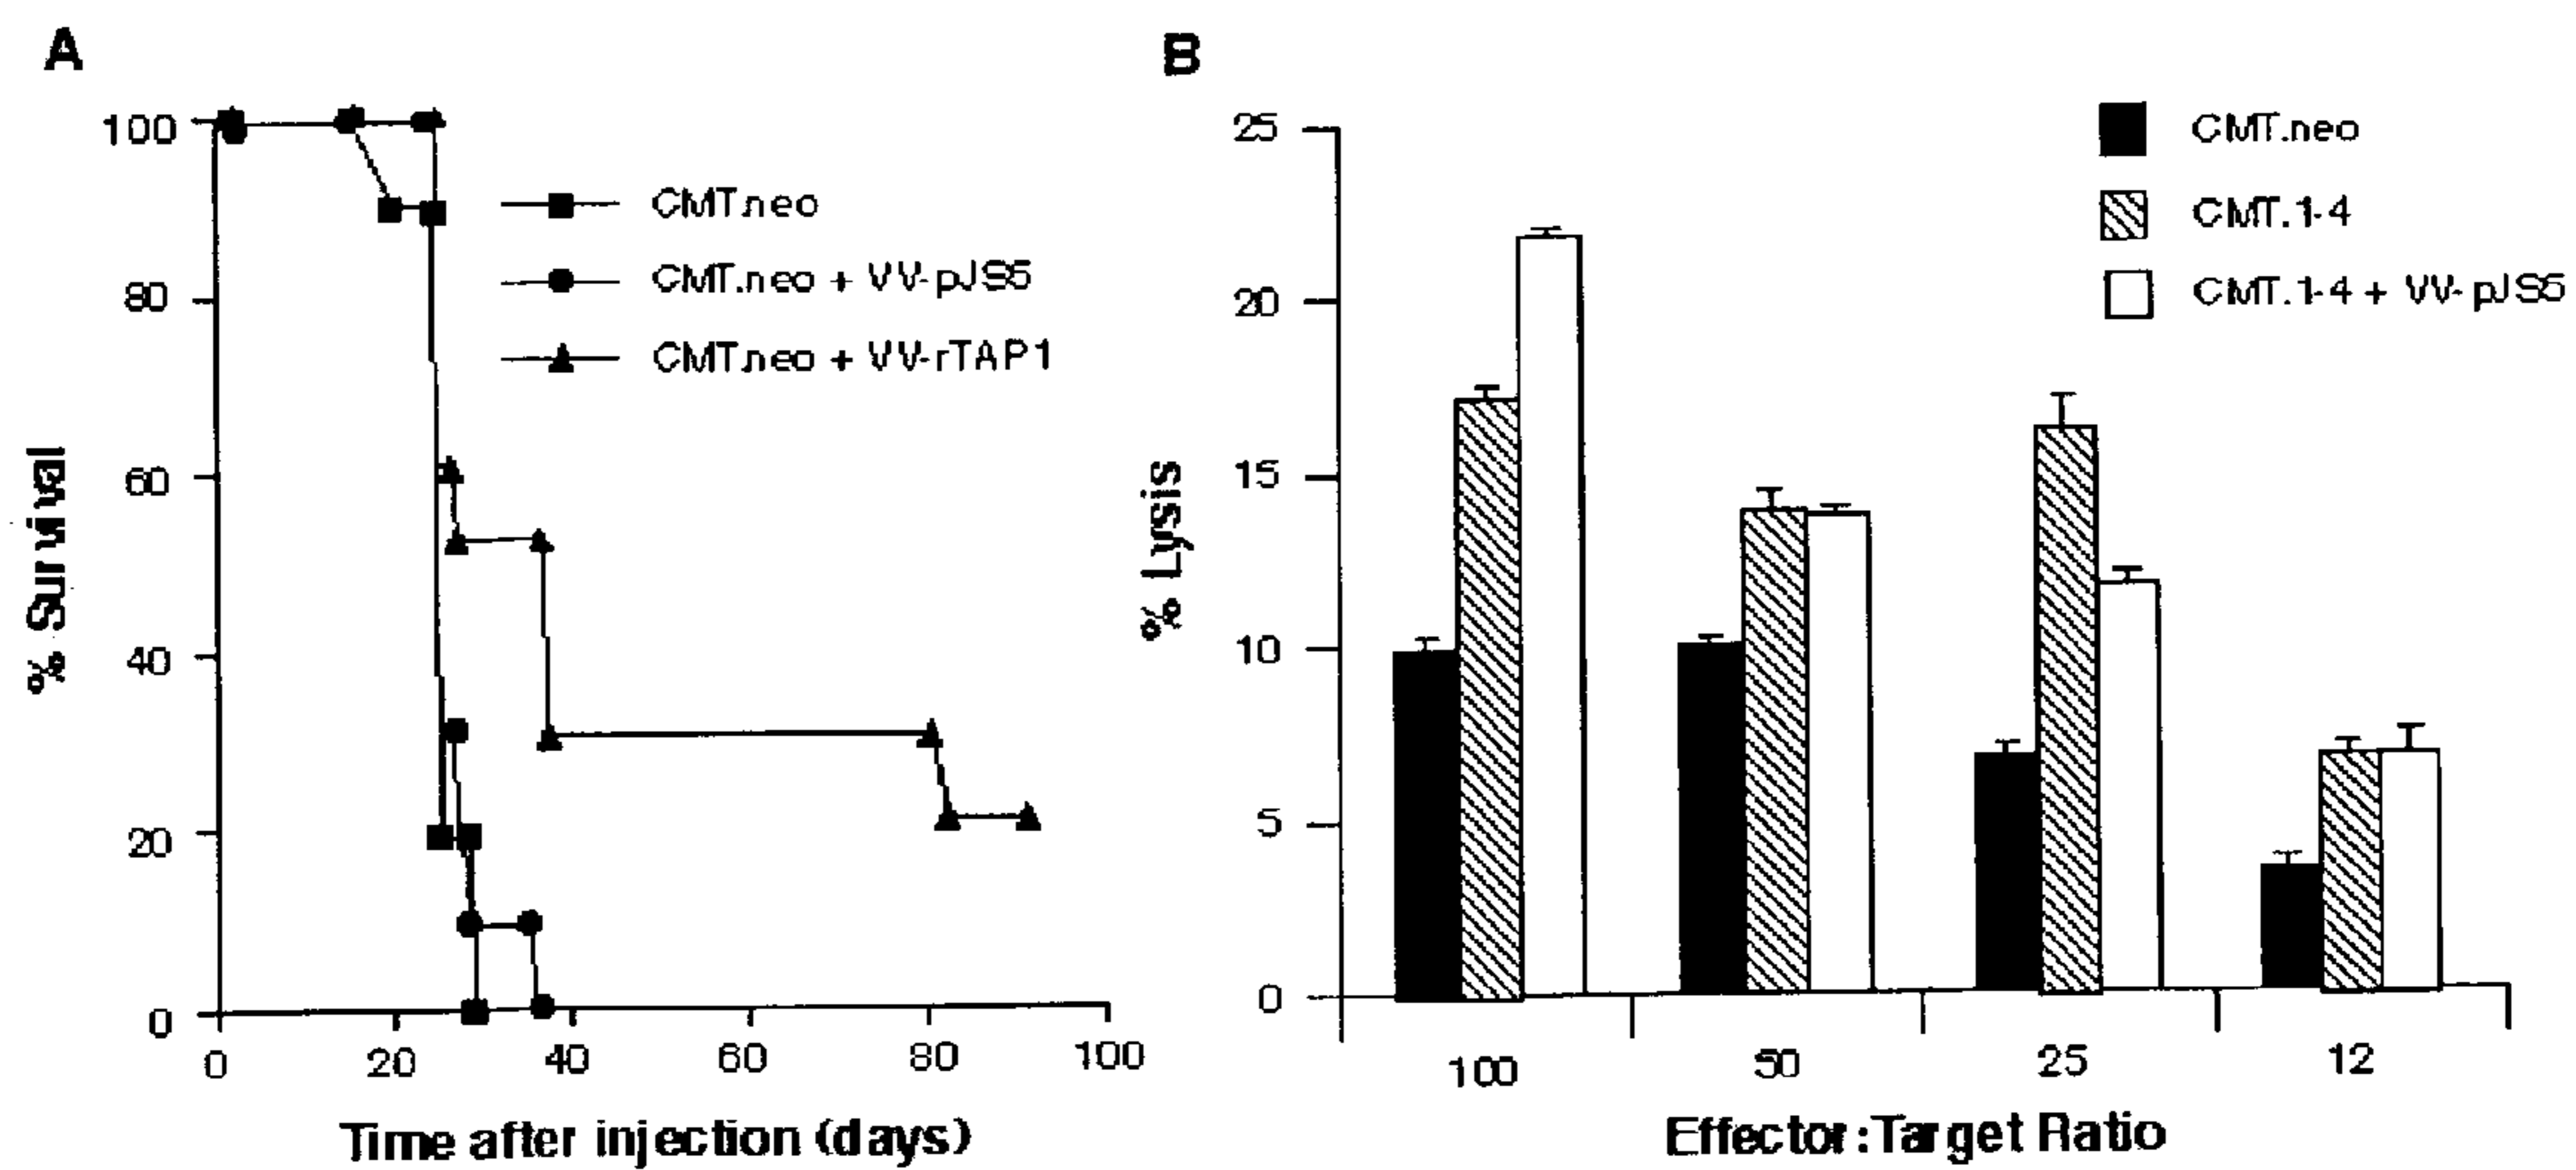 A
% Survival
100
80
60
40
20
0
CMT.neo
CMT.neo + VV-pJS5
CMT.neo + VV-rTAP1
0 20 40 60 80 100
Time after injection (days)
B
% Lysis
25
20
15
10
5
0
CMT.neo
CMT.1-4
CMT.1-4 + VV-pJS5
100 50 25 12
Effector:Target Ratio